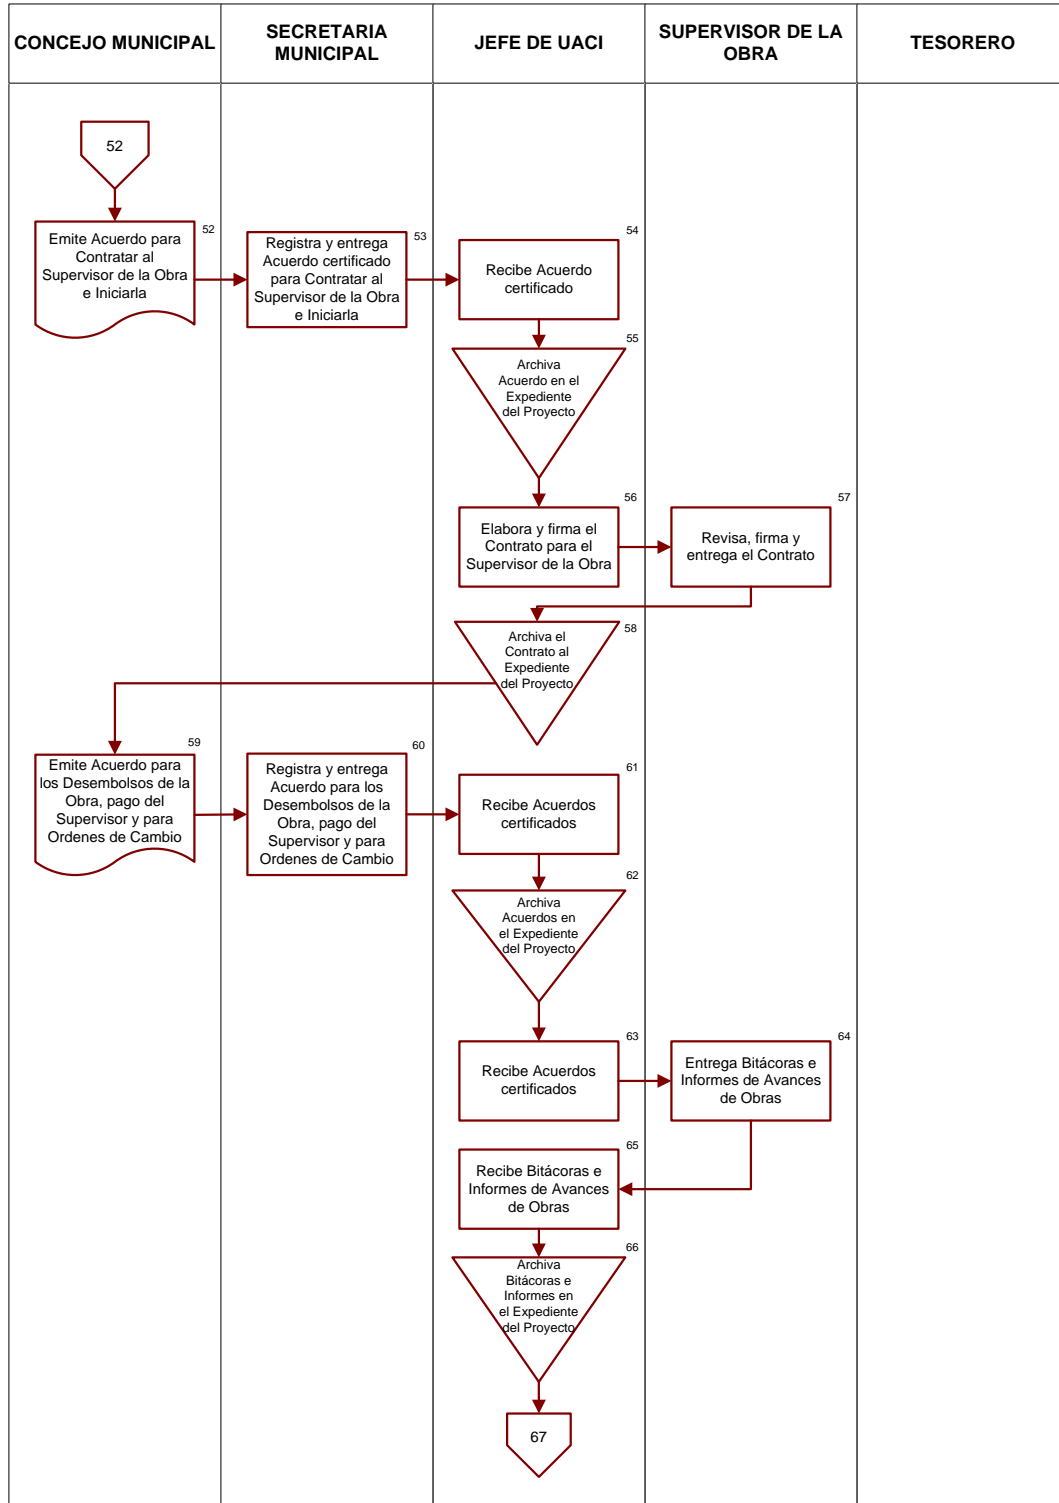 CONCEJO MUNICIPAL
SECRETARIA
MUNICIPAL
JEFE DE UACI
SUPERVISOR DE LA
OBRA
TESORERO
52
52
Emite Acuerdo para
Contratar al
Supervisor de la Obra
e Iniciarla
53
Registra y entrega
Acuerdo certificado
para Contratar al
Supervisor de la Obra
e Iniciarla
54
Recibe Acuerdo
certificado
55
Archiva
Acuerdo en el
Expediente
del Proyecto
56
Elabora y firma el
Contrato para el
Supervisor de la Obra
57
Revisa, firma y
entrega el Contrato
58
Archiva el
Contrato al
Expediente
del Proyecto
59
Emite Acuerdo para
los Desembolsos de la
Obra, pago del
Supervisor y para
Ordenes de Cambio
60
Registra y entrega
Acuerdo para los
Desembolsos de la
Obra, pago del
Supervisor y para
Ordenes de Cambio
61
Recibe Acuerdos
certificados
62
Archiva
Acuerdos en
el Expediente
del Proyecto
63
Recibe Acuerdos
certificados
64
Entrega Bitácoras e
Informes de Avances
de Obras
65
Recibe Bitácoras e
Informes de Avances
de Obras
66
Archiva
Bitácoras e
Informes en
el Expediente
del Proyecto
67